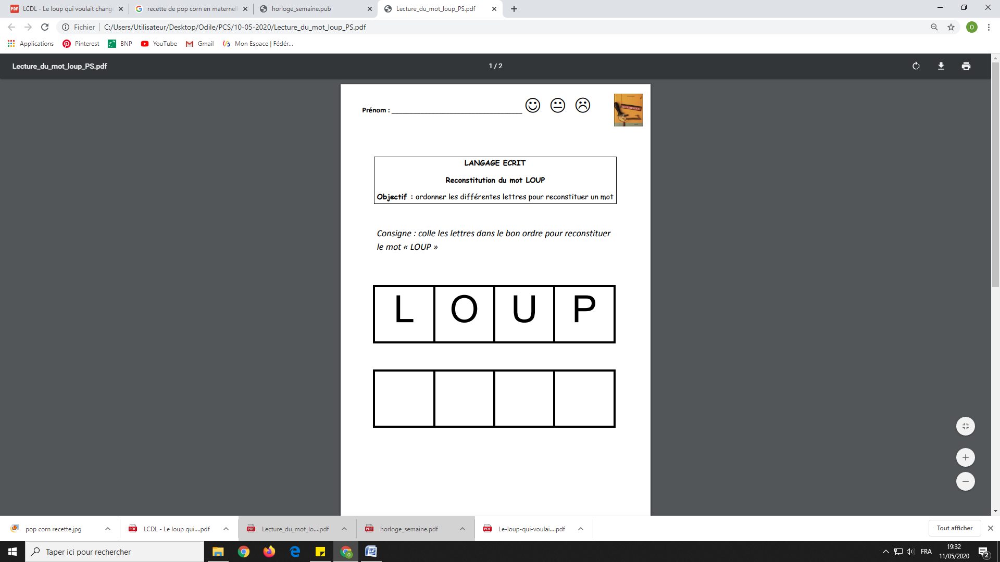 LCDL - Le loup qui voulait chang
recette de pop corn en maternell
horloge_semaine.pub
Lecture_du_mot_loup_PS.pdf
Fichier
C:/Users/Utilisateur/Desktop/Odile/PCS/10-05-2020/Lecture_du_mot_loup_PS.pdf
O
Applications
Pinterest
BNP
YouTube
Gmail
Mon Espace | Fédér...
Lecture_du_mot_loup_PS.pdf
1 / 2
Prénom :
LANGAGE ECRIT
Reconstitution du mot LOUP
Objectif : ordonner les différentes lettres pour reconstituer un mot
Consigne : colle les lettres dans le bon ordre pour reconstituer
le mot « LOUP »
L O U P
pop corn recette.jpg
LCDL - Le loup qui....pdf
Lecture_du_mot_lo....pdf
horloge_semaine.pdf
Le-loup-qui-voulai....pdf
Tout afficher
Taper ici pour rechercher
FRA
19:32
11/05/2020
2